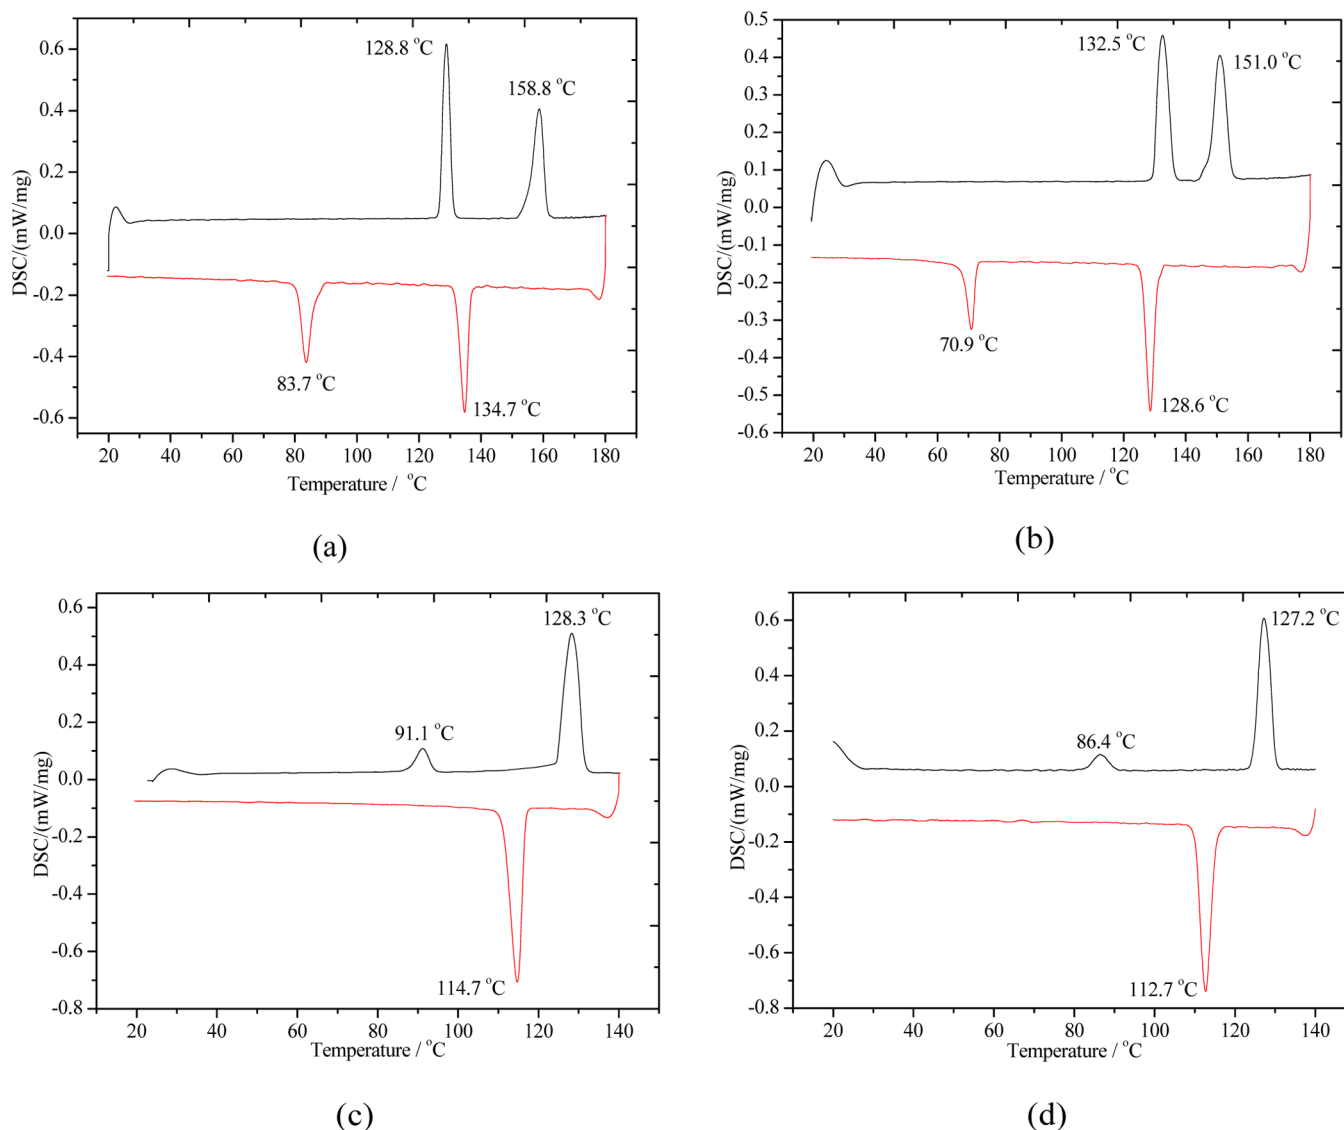 128.8 °C
158.8 °C
0.6
0.4
0.2
0.0
-0.2
-0.4
-0.6
DSC/(mW/mg)
83.7 °C
134.7 °C
20 40 60 80 100 120 140 160 180
Temperature / °C
(a)
132.5 °C
151.0 °C
0.5
0.4
0.3
0.2
0.1
0.0
-0.1
-0.2
-0.3
-0.4
-0.5
-0.6
DSC/(mW/mg)
70.9 °C
128.6 °C
20 40 60 80 100 120 140 160 180
Temperature / °C
(b)
128.3 °C
91.1 °C
0.6
0.4
0.2
0.0
-0.2
-0.4
-0.6
-0.8
DSC/(mW/mg)
114.7 °C
20 40 60 80 100 120 140
Temperature / °C
(c)
127.2 °C
86.4 °C
0.6
0.4
0.2
0.0
-0.2
-0.4
-0.6
-0.8
DSC/(mW/mg)
112.7 °C
20 40 60 80 100 120 140
Temperature / °C
(d)